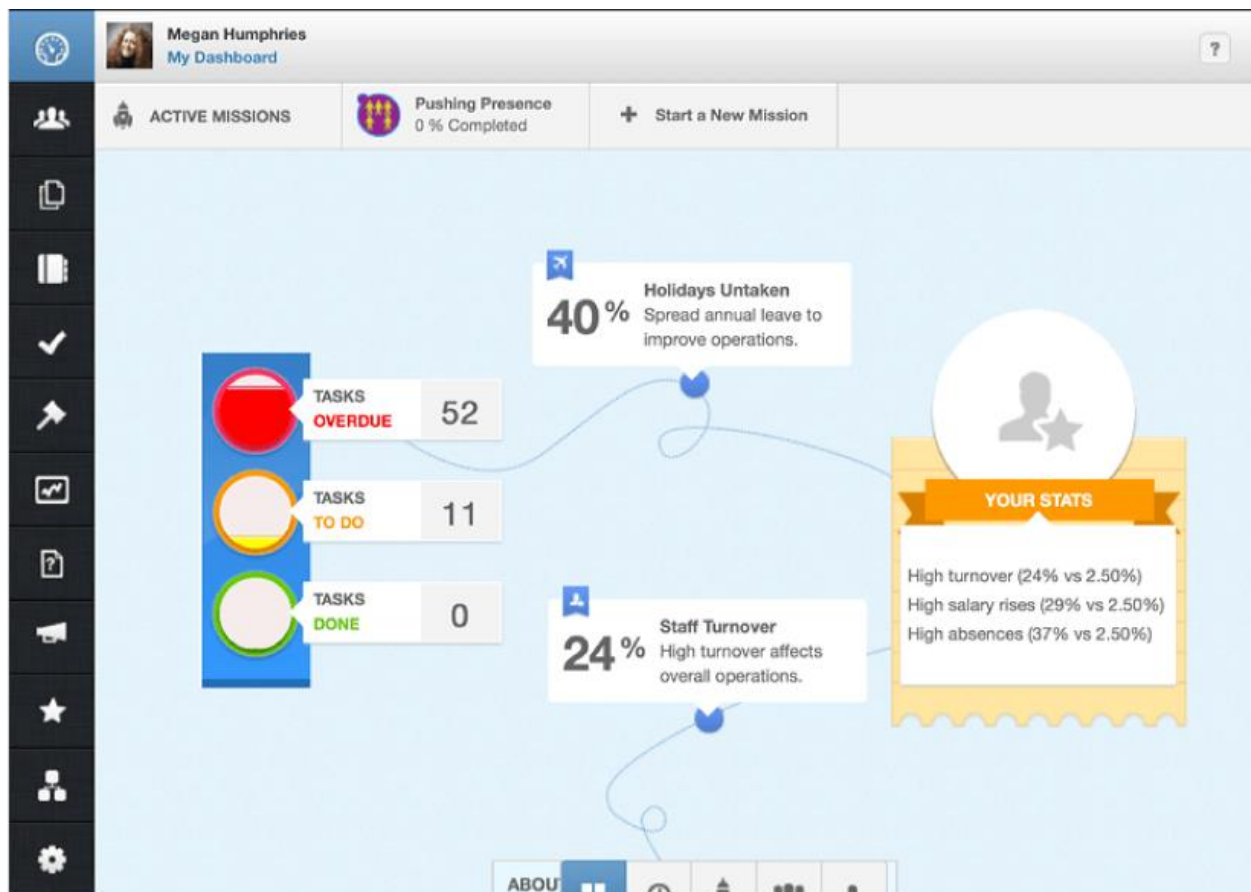 Megan Humphries
My Dashboard
?
ACTIVE MISSIONS
Pushing Presence
0 % Completed
+ Start a New Mission
40 %
Holidays Untaken
Spread annual leave to
improve operations.
TASKS
OVERDUE
52
TASKS
TO DO
11
TASKS
DONE
0
YOUR STATS
High turnover (24% vs 2.50%)
High salary rises (29% vs 2.50%)
High absences (37% vs 2.50%)
24 %
Staff Turnover
High turnover affects
overall operations.
ABOU